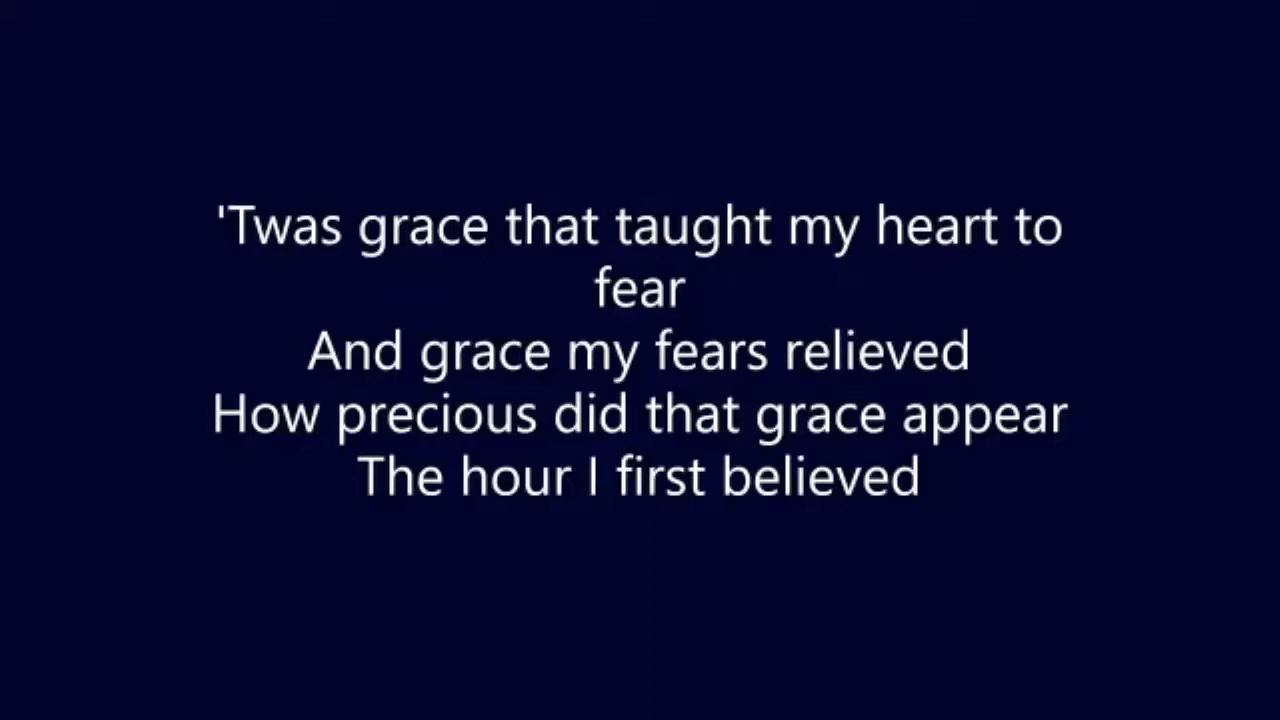 'Twas grace that taught my heart to
fear
And grace my fears relieved
How precious did that grace appear
The hour I first believed